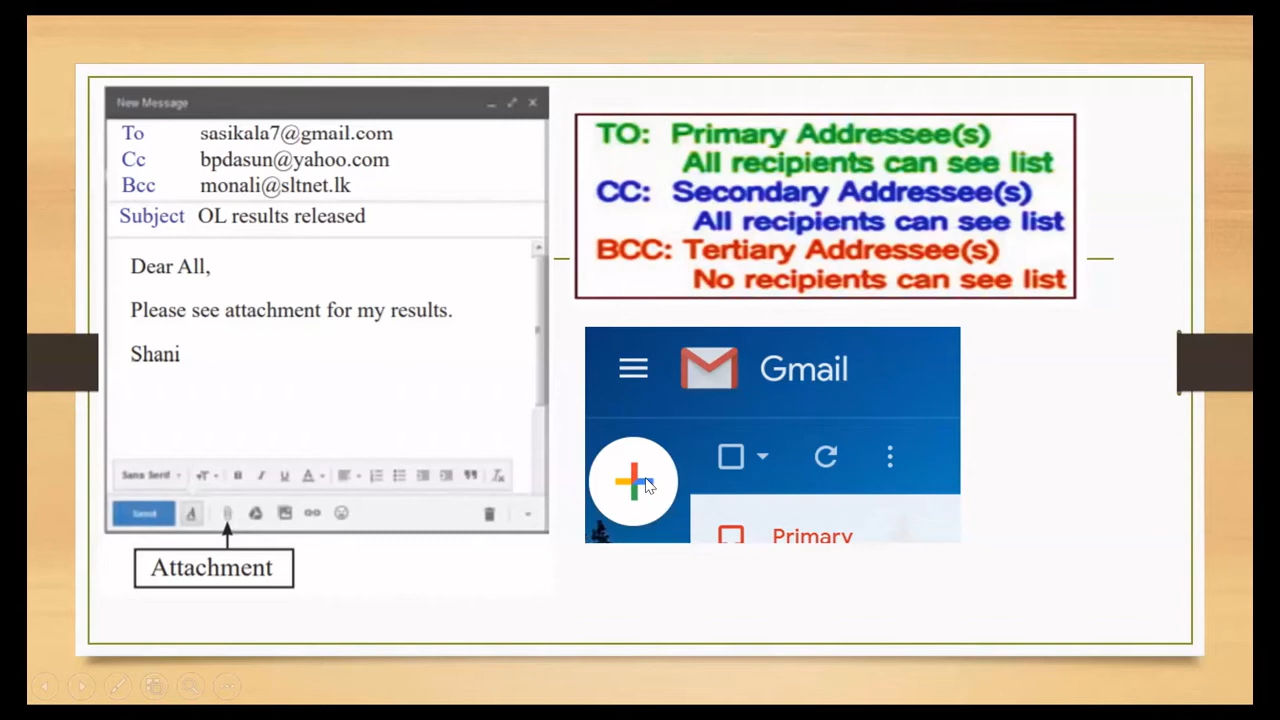 New Message
To sasikala7@gmail.com
Cc bpdasun@yahoo.com
Bcc monali@sltnet.lk
Subject OL results released
Dear All,
Please see attachment for my results.
Shani
Sans Serif
Send
Attachment
TO: Primary Addressee(s)
All recipients can see list
CC: Secondary Addressee(s)
All recipients can see list
BCC: Tertiary Addressee(s)
No recipients can see list
Gmail
Primary